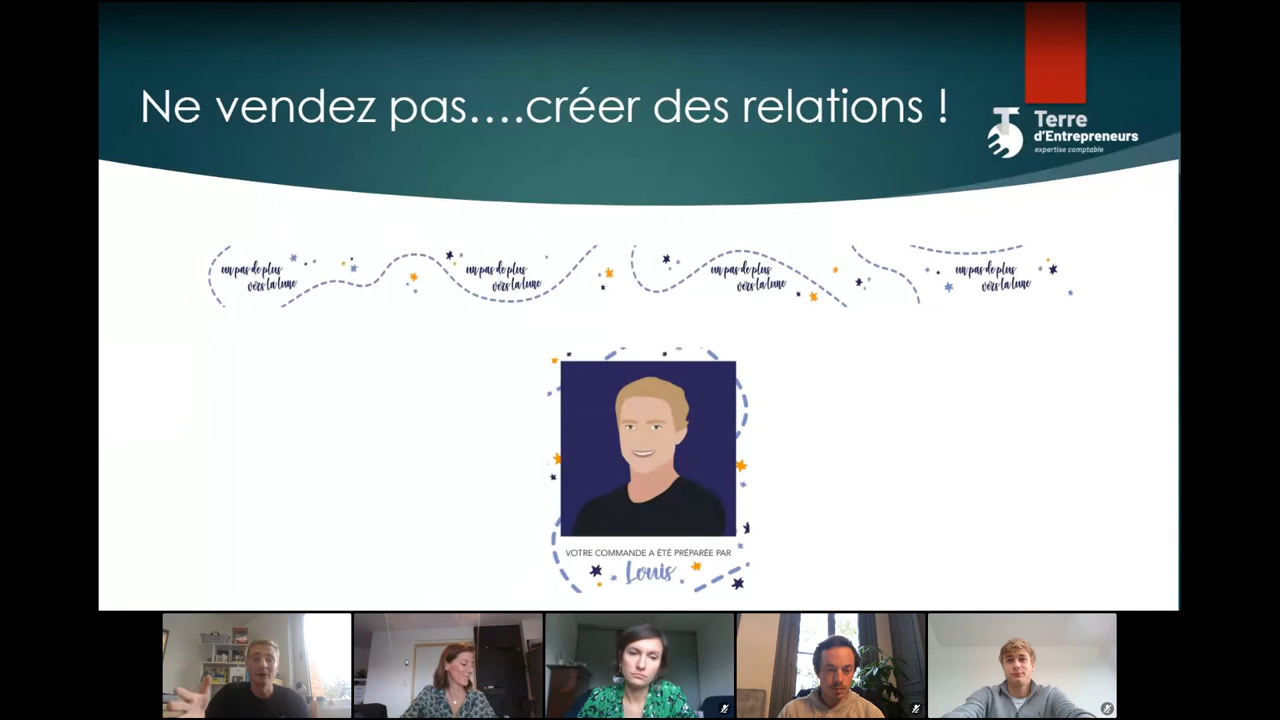 Ne vendez pas....créer des relations !
Terre
d'Entrepreneurs
expertise comptable
un pas de plus
vers la lune
un pas de plus
vers la lune
un pas de plus
vers la lune
un pas de plus
vers la lune
VOTRE COMMANDE A ÉTÉ PRÉPARÉE PAR
Louis